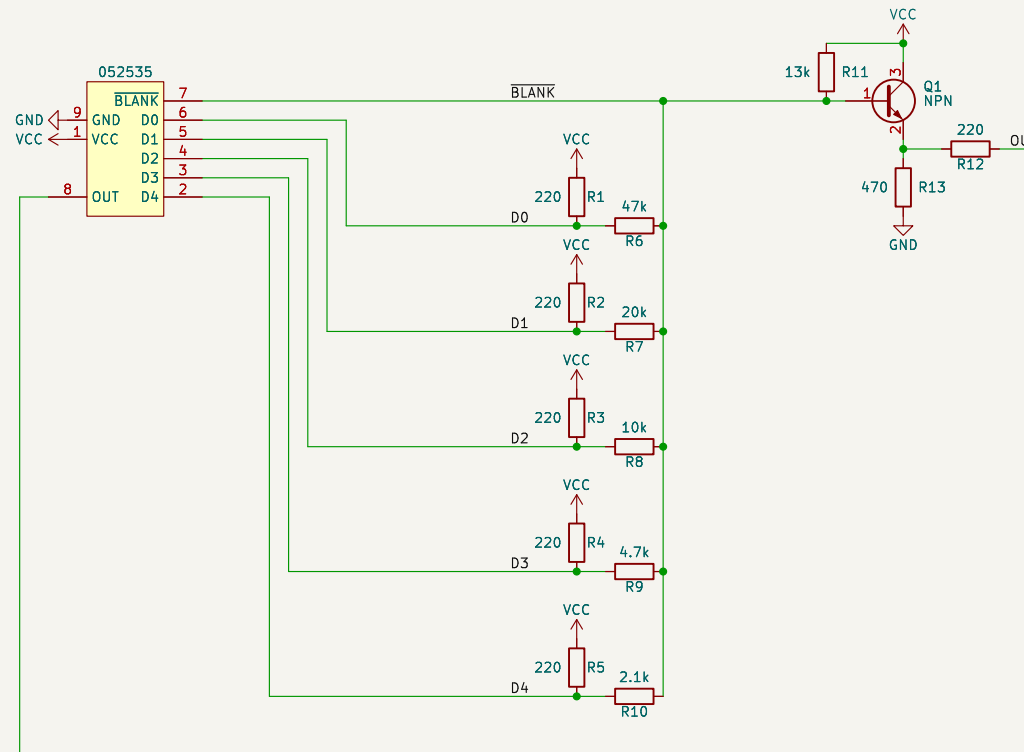 VCC
052535
13k R11
3
Q1
NPN
1
BLANK 7
BLANK
GND 9 GND D0 6
VCC 1 VCC D1 5
D2 4
D3 3
8 OUT D4 2
2
220
R12
OU
470 R13
GND
VCC
220 R1
D0
47k
R6
VCC
220 R2
D1
20k
R7
VCC
220 R3
D2
10k
R8
VCC
220 R4
D3
4.7k
R9
VCC
220 R5
D4
2.1k
R10